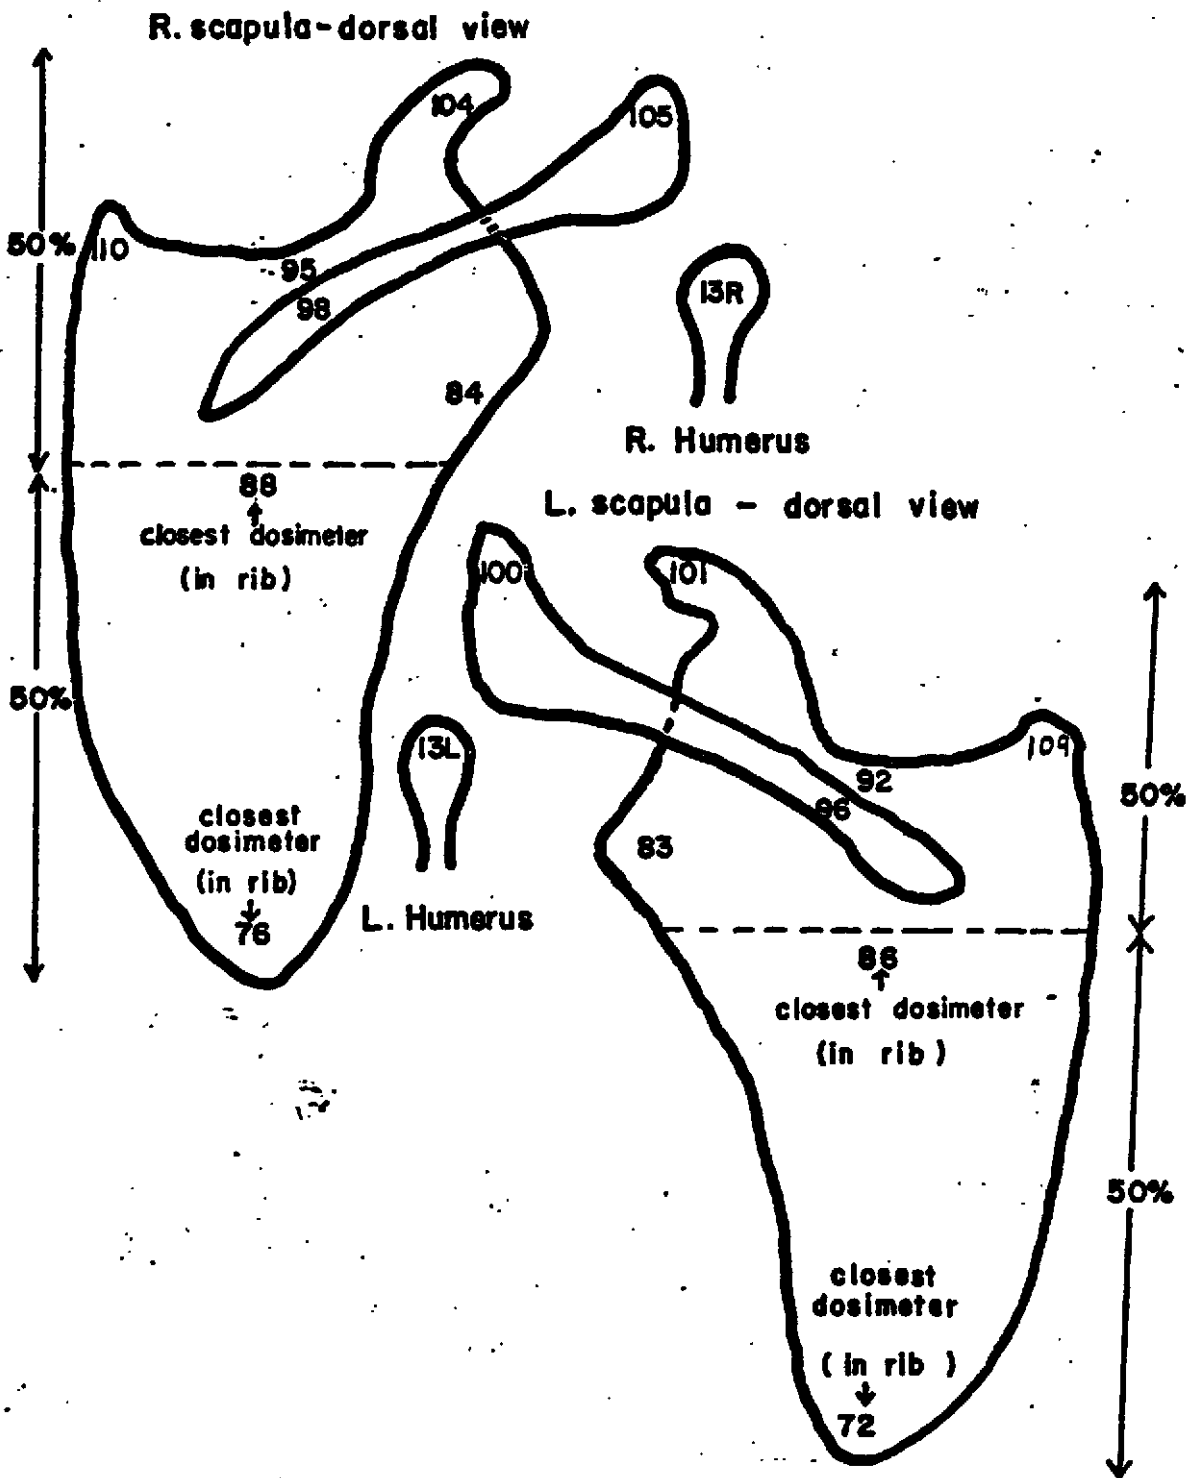 R. scapula-dorsal view
104
105
50%
110
95
98
13R
84
R. Humerus
88
closest dosimeter
(in rib)
L. scapula - dorsal view
100
101
50%
13L
109
92
83
50%
closest
dosimeter
(in rib)
76
L. Humerus
86
closest dosimeter
(in rib)
50%
closest
dosimeter
(in rib)
72